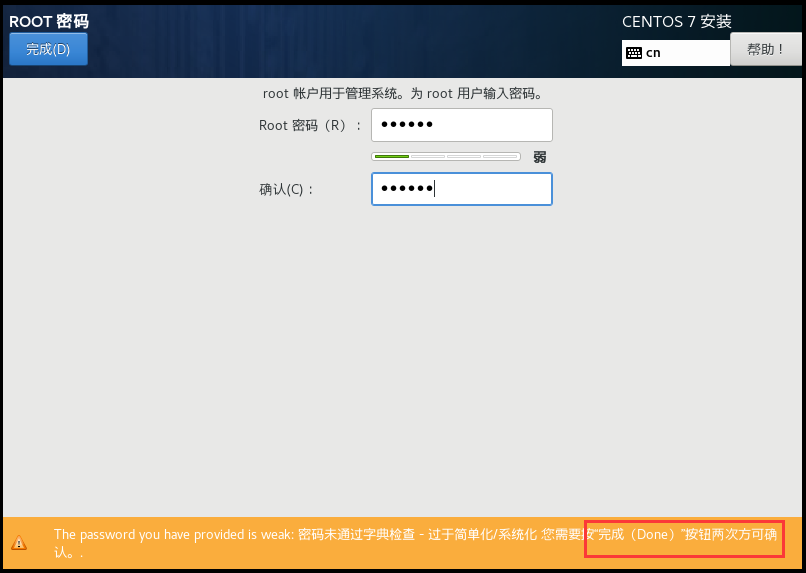 ROOT 密码
CENTOS 7 安装
完成(D)
cn
帮助！
root 帐户用于管理系统。为 root 用户输入密码。
Root 密码（R）：
●●●●●●
弱
确认(C)：
●●●●●●
The password you have provided is weak: 密码未通过字典检查 - 过于简单化/系统化 您需要按“完成（Done）”按钮两次方可确
认。.